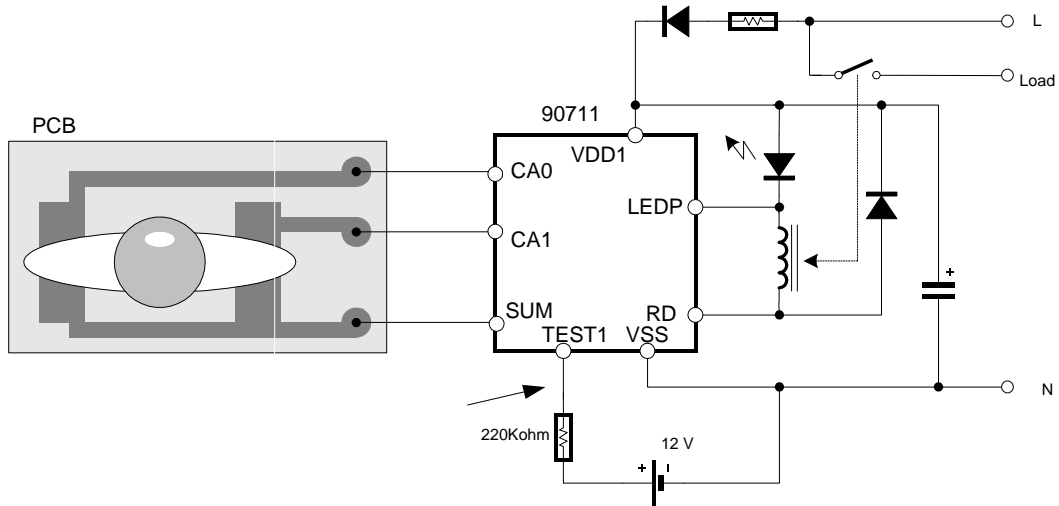 L
Load
PCB
90711
VDD1
CA0
LEDP
CA1
SUM
RD
TEST1
VSS
+
N
220Kohm
12 V
+
-